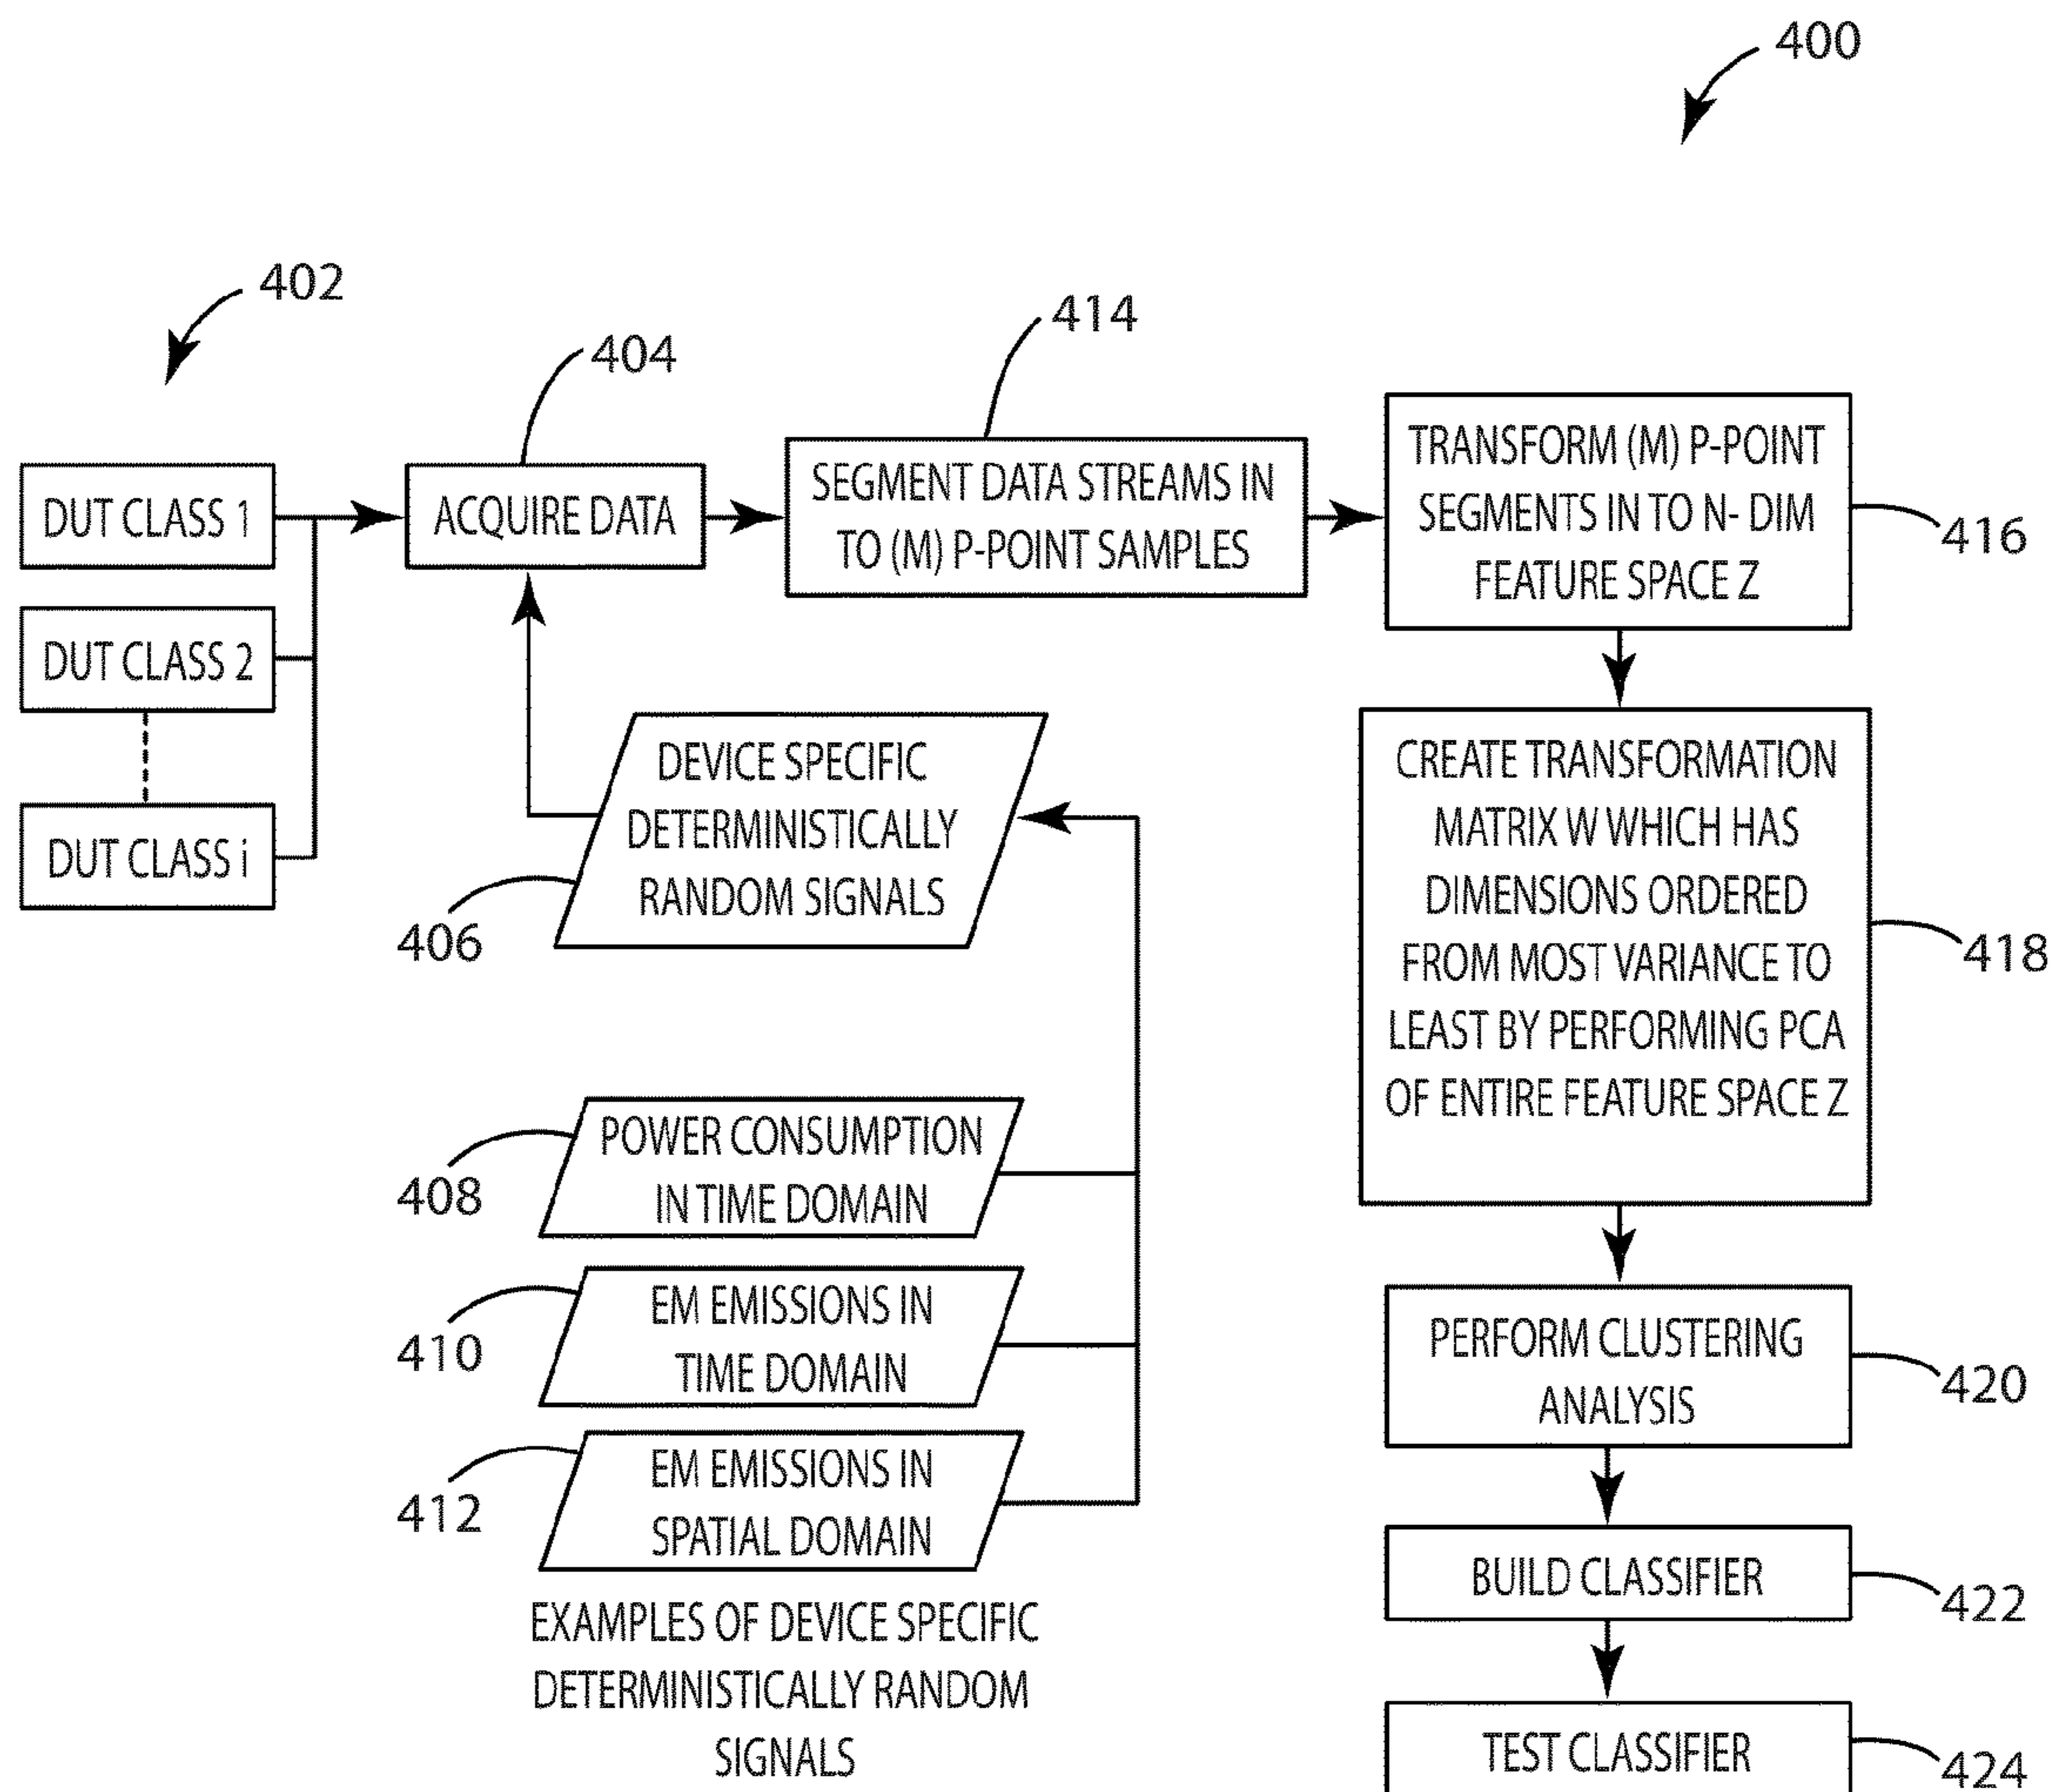 400
402
404
414
DUT CLASS 1
DUT CLASS 2
DUT CLASS i
ACQUIRE DATA
SEGMENT DATA STREAMS IN
TO (M) P-POINT SAMPLES
TRANSFORM (M) P-POINT
SEGMENTS IN TO N- DIM
FEATURE SPACE Z
416
DEVICE SPECIFIC
DETERMINISTICALLY
RANDOM SIGNALS
406
CREATE TRANSFORMATION
MATRIX W WHICH HAS
DIMENSIONS ORDERED
FROM MOST VARIANCE TO
LEAST BY PERFORMING PCA
OF ENTIRE FEATURE SPACE Z
418
POWER CONSUMPTION
IN TIME DOMAIN
408
EM EMISSIONS IN
TIME DOMAIN
410
EM EMISSIONS IN
SPATIAL DOMAIN
412
EXAMPLES OF DEVICE SPECIFIC
DETERMINISTICALLY RANDOM
SIGNALS
PERFORM CLUSTERING
ANALYSIS
420
BUILD CLASSIFIER
422
TEST CLASSIFIER
424